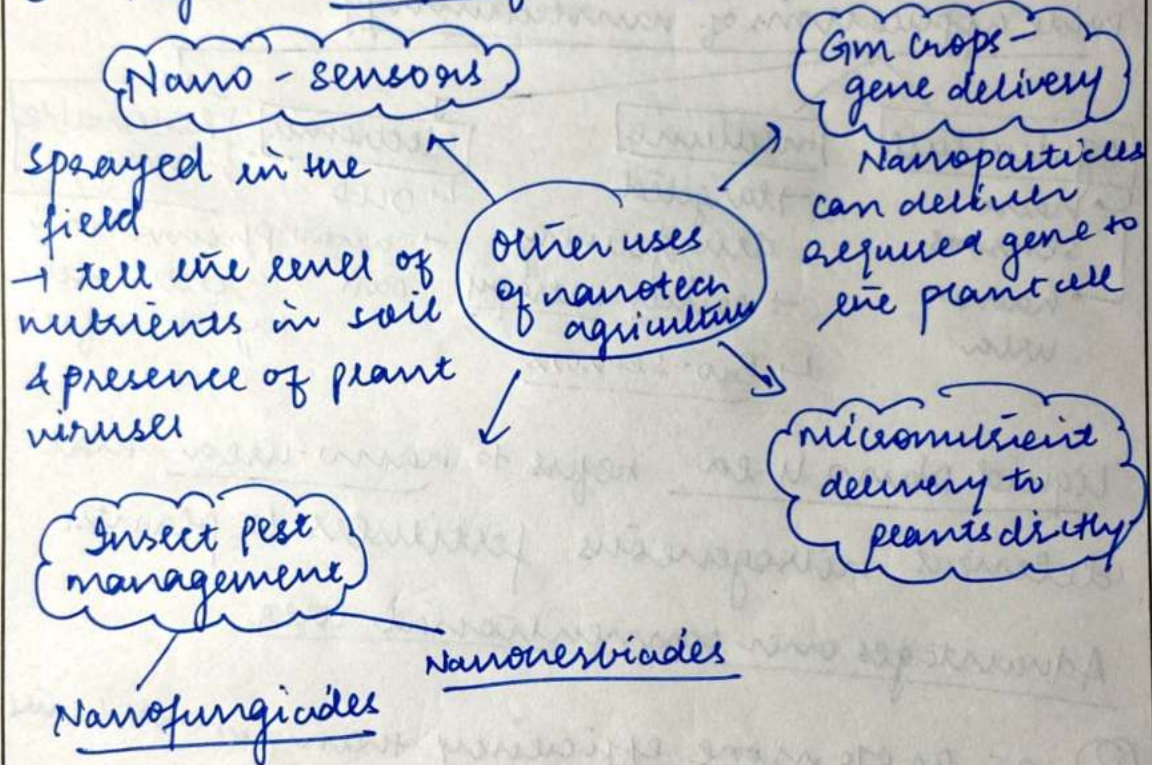 Nano - sensors
sprayed in the
field
→ tell the level of
nutrients in soil
& presence of plant
viruses
Gm crops -
gene delivery
Nanoparticles
can deliver
required gene to
the plant cell
Other uses
of nanotech
agriculture
Micronutrient
delivery to
plants dirctly
Insect pest
management
Nanoherbicides
Nanofungicides